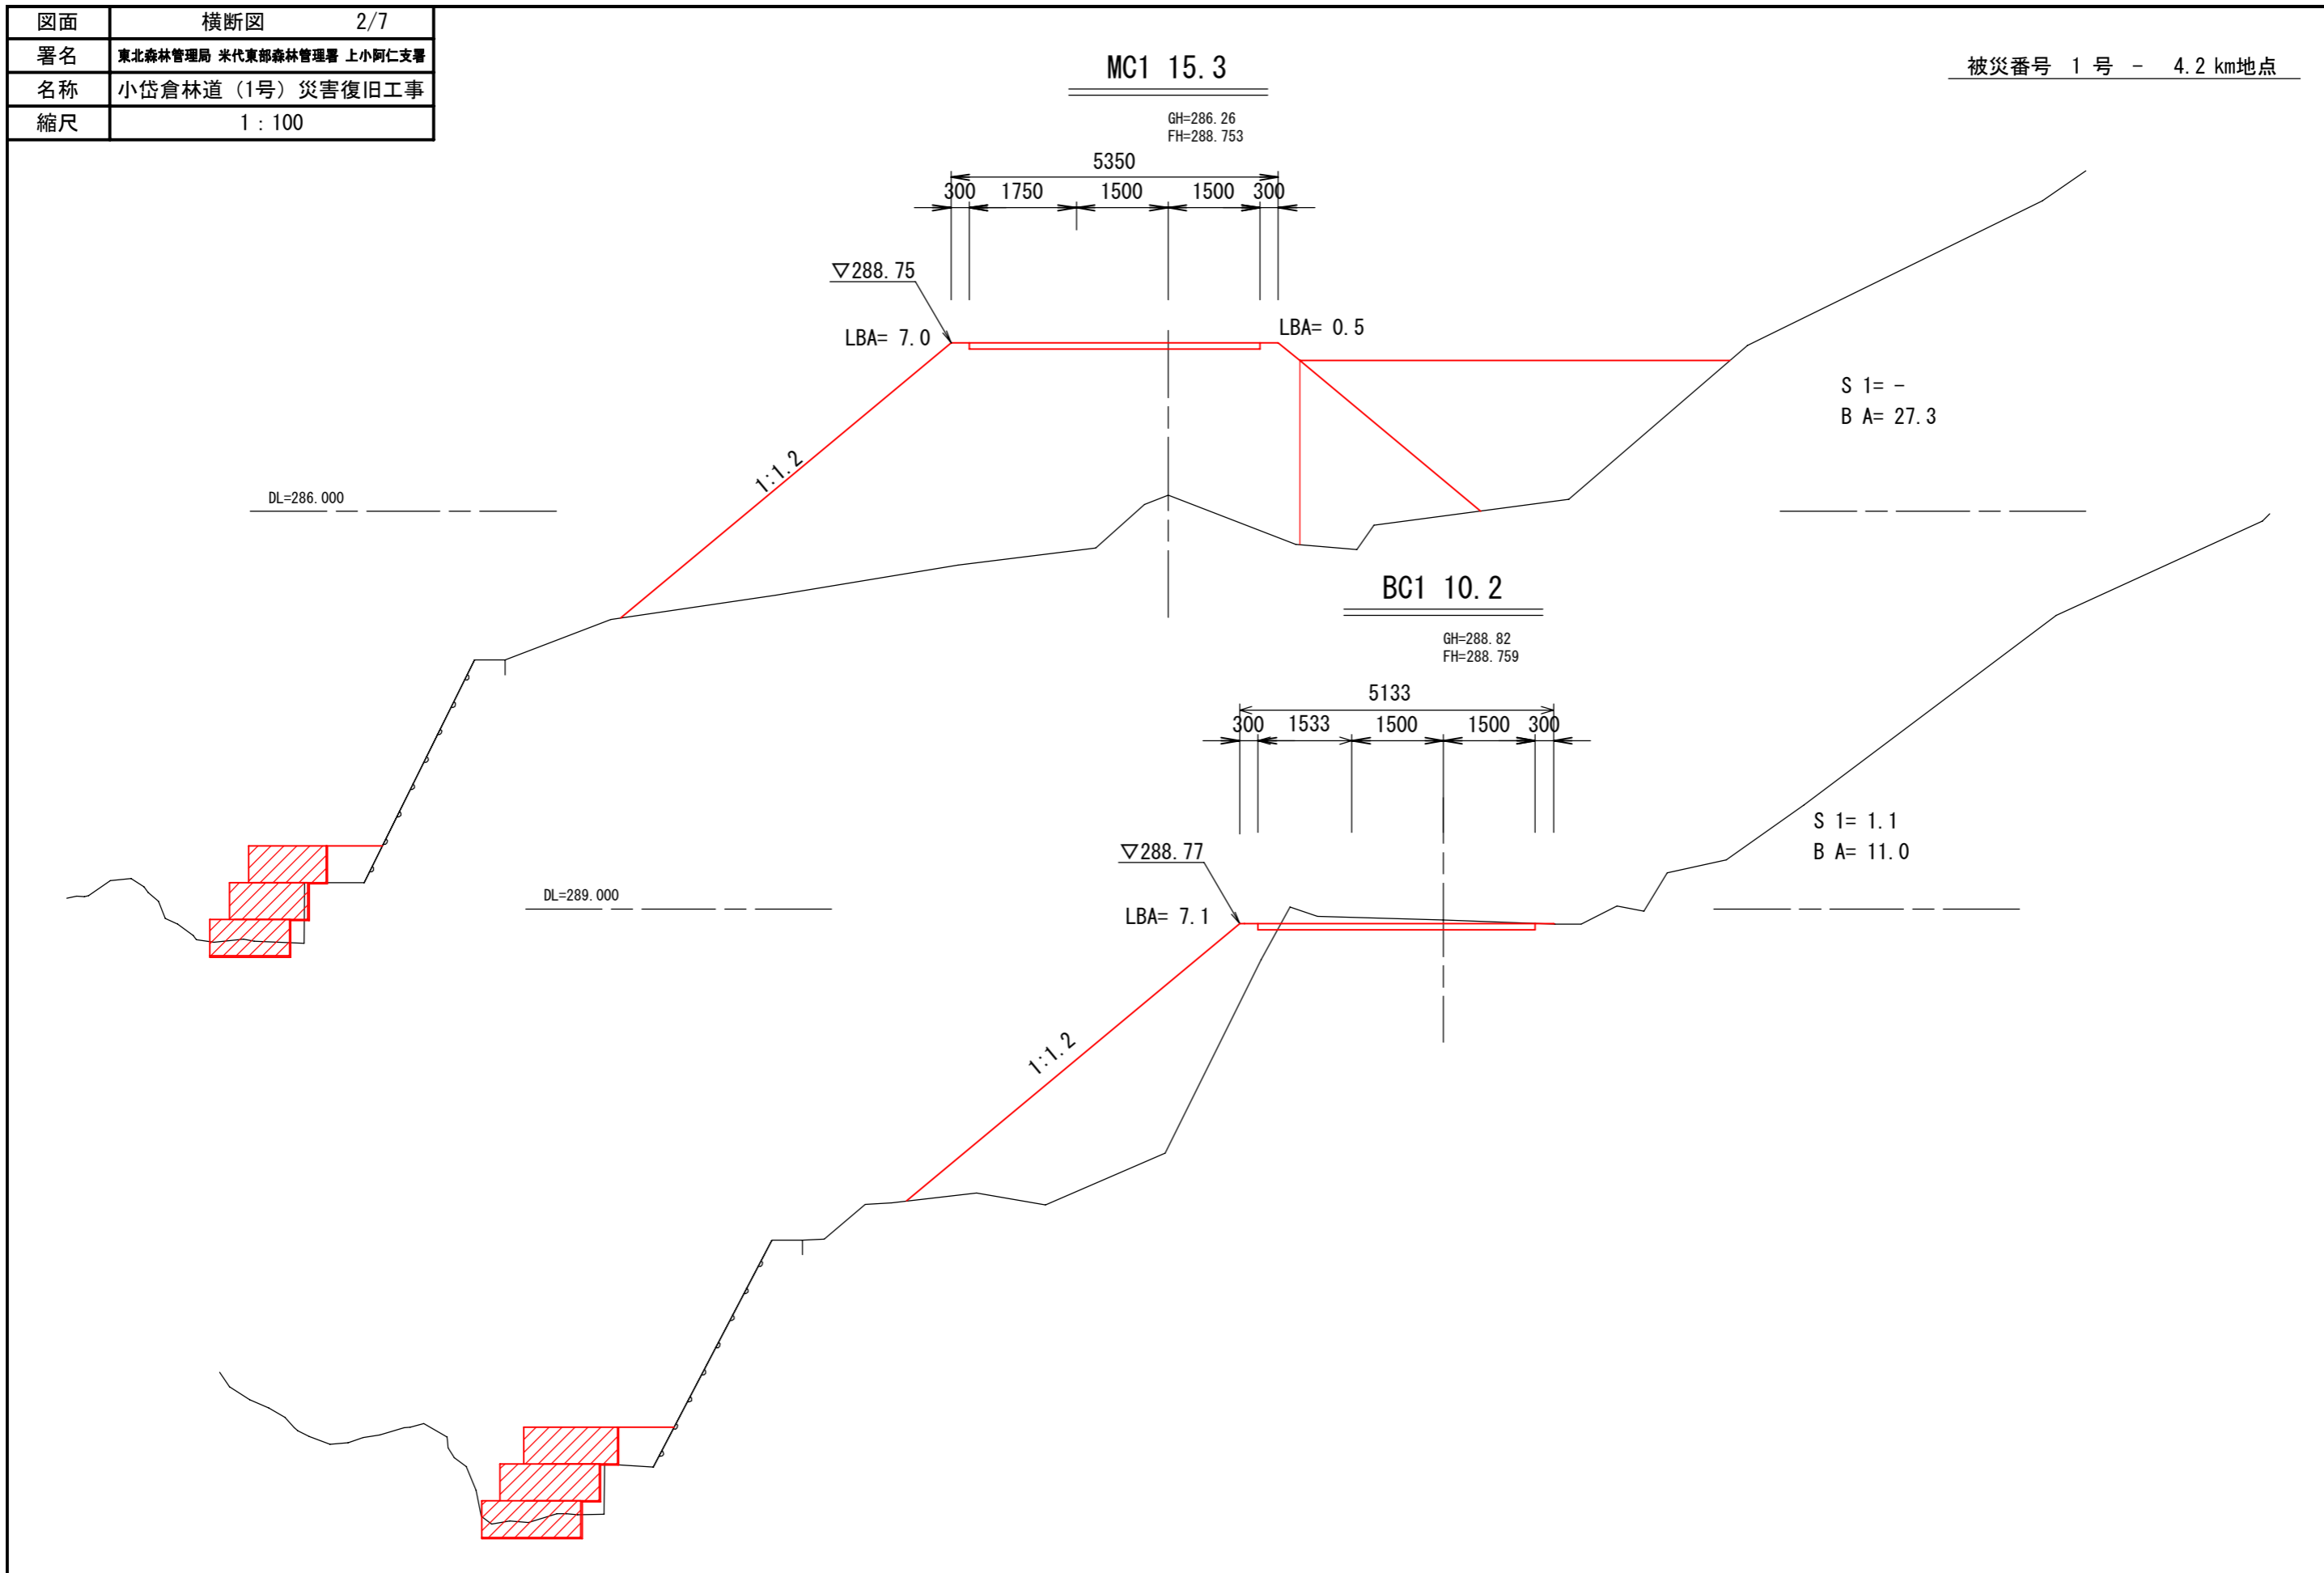 図面 横断図 2/7
署名 東北森林管理局 米代東部森林管理署 上小阿仁支署
名称 小岱倉林道（1号）災害復旧工事
縮尺 1 : 100
被災番号 1 号 - 4.2 km地点
MC1 15.3
GH=286.26
FH=288.753
5350
300 1750 1500 1500 300
▽288.75
LBA= 7.0
LBA= 0.5
S 1= -
B A= 27.3
1:1.2
DL=286.000
BC1 10.2
GH=288.82
FH=288.759
5133
300 1533 1500 1500 300
S 1= 1.1
B A= 11.0
▽288.77
DL=289.000
LBA= 7.1
1:1.2